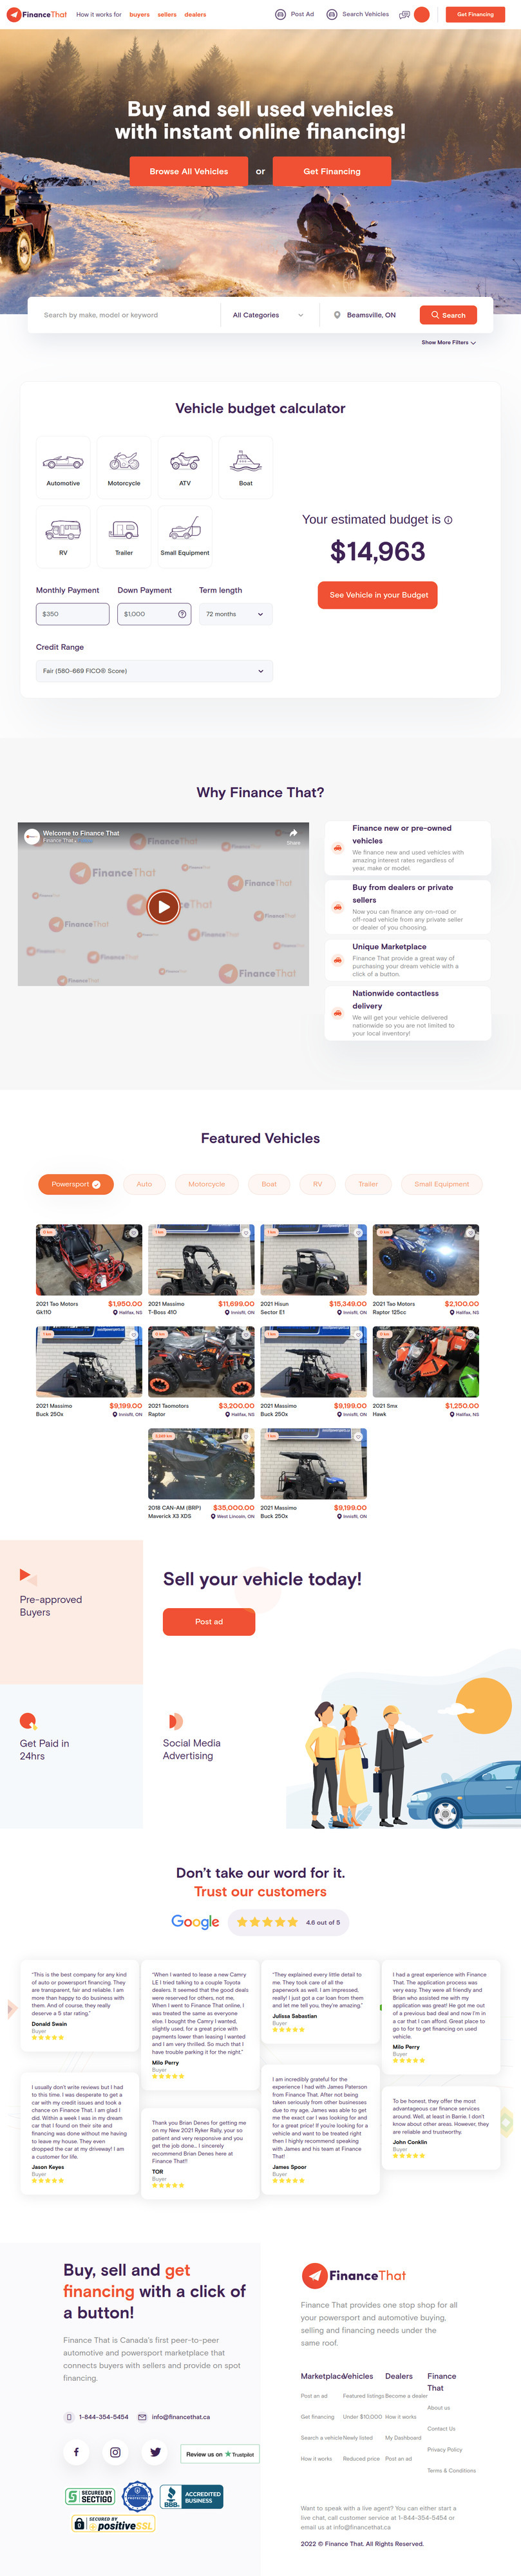 FinanceThat
How it works for buyers sellers dealers
Post Ad
Search Vehicles
Get Financing
Buy and sell used vehicles
with instant online financing!
Browse All Vehicles
or
Get Financing
Search by make, model or keyword
All Categories
Beamsville, ON
Search
Show More Filters
Vehicle budget calculator
Automotive
Motorcycle
ATV
Boat
RV
Trailer
Small Equipment
Your estimated budget is
$14,963
See Vehicle in your Budget
Monthly Payment
Down Payment
Term length
$350
$1,000
72 months
Credit Range
Fair (580-669 FICO® Score)
Why Finance That?
Welcome to Finance That
Finance That
Share
FinanceThat
Finance new or pre-owned
vehicles
We finance new and used vehicles with
amazing interest rates regardless of
year, make or model.
Buy from dealers or private
sellers
Now you can finance any on-road or
off-road vehicle from any private seller
or dealer of you choosing.
Unique Marketplace
Finance That provide a great way of
purchasing your dream vehicle with a
click of a button.
Nationwide contactless
delivery
We will get your vehicle delivered
nationwide so you are not limited to
your local inventory!
Featured Vehicles
Powersport
Auto
Motorcycle
Boat
RV
Trailer
Small Equipment
2021 Tao Motors $1,950.00
Gk110 Halifax, NS
2021 Massimo $11,699.00
T-Boss 410 Innisfil, ON
2021 Hisun $15,349.00
Sector E1 Innisfil, ON
2021 Tao Motors $2,100.00
Raptor 125cc Halifax, NS
2021 Massimo $9,199.00
Buck 250x Innisfil, ON
2021 Taomotors $3,200.00
Raptor Halifax, NS
2021 Massimo $9,199.00
Buck 250x Innisfil, ON
2021 Smx $1,250.00
Hawk Halifax, NS
2018 CAN-AM (BRP) $35,000.00
Maverick X3 XDS West Lincoln, ON
2021 Massimo $9,199.00
Buck 250x Innisfil, ON
Pre-approved
Buyers
Sell your vehicle today!
Post ad
Get Paid in
24hrs
Social Media
Advertising
Don't take our word for it.
Trust our customers
Google
4.6 out of 5
"This is the best company for any kind
of auto or powersport financing. They
are transparent, fair and reliable. I am
more than happy to do business with
them. And of course, they really
deserve a 5 star rating."
Donald Swain
Buyer
I usually don't write reviews but I had
to this time. I was desperate to get a
car with my credit issues and took a
chance on Finance That. I am glad I
did. Within a week I was in my dream
car that I found on their site and
financing was done without me having
to leave my house. They even
dropped the car at my driveway! I am
a customer for life.
Jason Keyes
Buyer
"When I wanted to lease a new Camry
LE I tried talking to a couple Toyota
dealers. It seemed that the good deals
were reserved for others, not me.
When I went to Finance That online, I
was treated the same as everyone
else. I bought the Camry I wanted,
slightly used, for a great price with
payments lower than leasing I wanted
and I am very thrilled. So much that I
have trouble parking it for the night."
Milo Perry
Buyer
Thank you Brian Denes for getting me
on my New 2021 Ryker Rally, your so
patient and very responsive and you
get the job done.. I sincerely
recommend Brian Denes here at
Finance That!!
TOR
Buyer
"They explained every little detail to
me. They took care of all the
paperwork as well. I am impressed,
really! I just got a car loan from them
and let me tell you, they're amazing."
Julissa Sabastian
Buyer
I am incredibly grateful for the
experience I had with James Paterson
from Finance That. After not being
taken seriously from other businesses
due to my age. James was able to get
me the exact car I was looking for and
for a great price! If you're looking for a
vehicle and want to be treated right
then I highly recommend speaking
with James and his team at Finance
That!
James Spoor
Buyer
I had a great experience with Finance
That. The application process was
very easy. They were all friendly and
Brian who assisted me with my
application was great! He got me out
of a previous bad deal and now I'm in
a car that I can afford. Great place to
go to for to get financing on used
vehicle.
Milo Perry
Buyer
To be honest, they offer the most
advantageous car finance services
around. Well, at least in Barrie. I don't
know about other areas. However, they
are reliable and trustworthy.
John Conklin
Buyer
Buy, sell and get
financing with a click of
a button!
Finance That is Canada's first peer-to-peer
automotive and powersport marketplace that
connects buyers with sellers and provide on spot
financing.
1-844-354-5454
info@financethat.ca
Review us on Trustpilot
SECURED BY
SECTIGO
BBB
ACCREDITED
BUSINESS
SECURED BY
positiveSSL
FinanceThat
Finance That provides one stop shop for all
your powersport and automotive buying,
selling and financing needs under the
same roof.
Marketplace
Post an ad
Get financing
Search a vehicle
How it works
Vehicles
Featured listings
Under $10,000
Newly listed
Reduced price
Dealers
Become a dealer
How it works
My Dashboard
Post an ad
Finance
That
About us
Contact Us
Privacy Policy
Terms & Conditions
Want to speak with a live agent? You can either start a
live chat, call customer service at 1-844-354-5454 or
email us at info@financethat.ca
2022 © Finance That. All Rights Reserved.